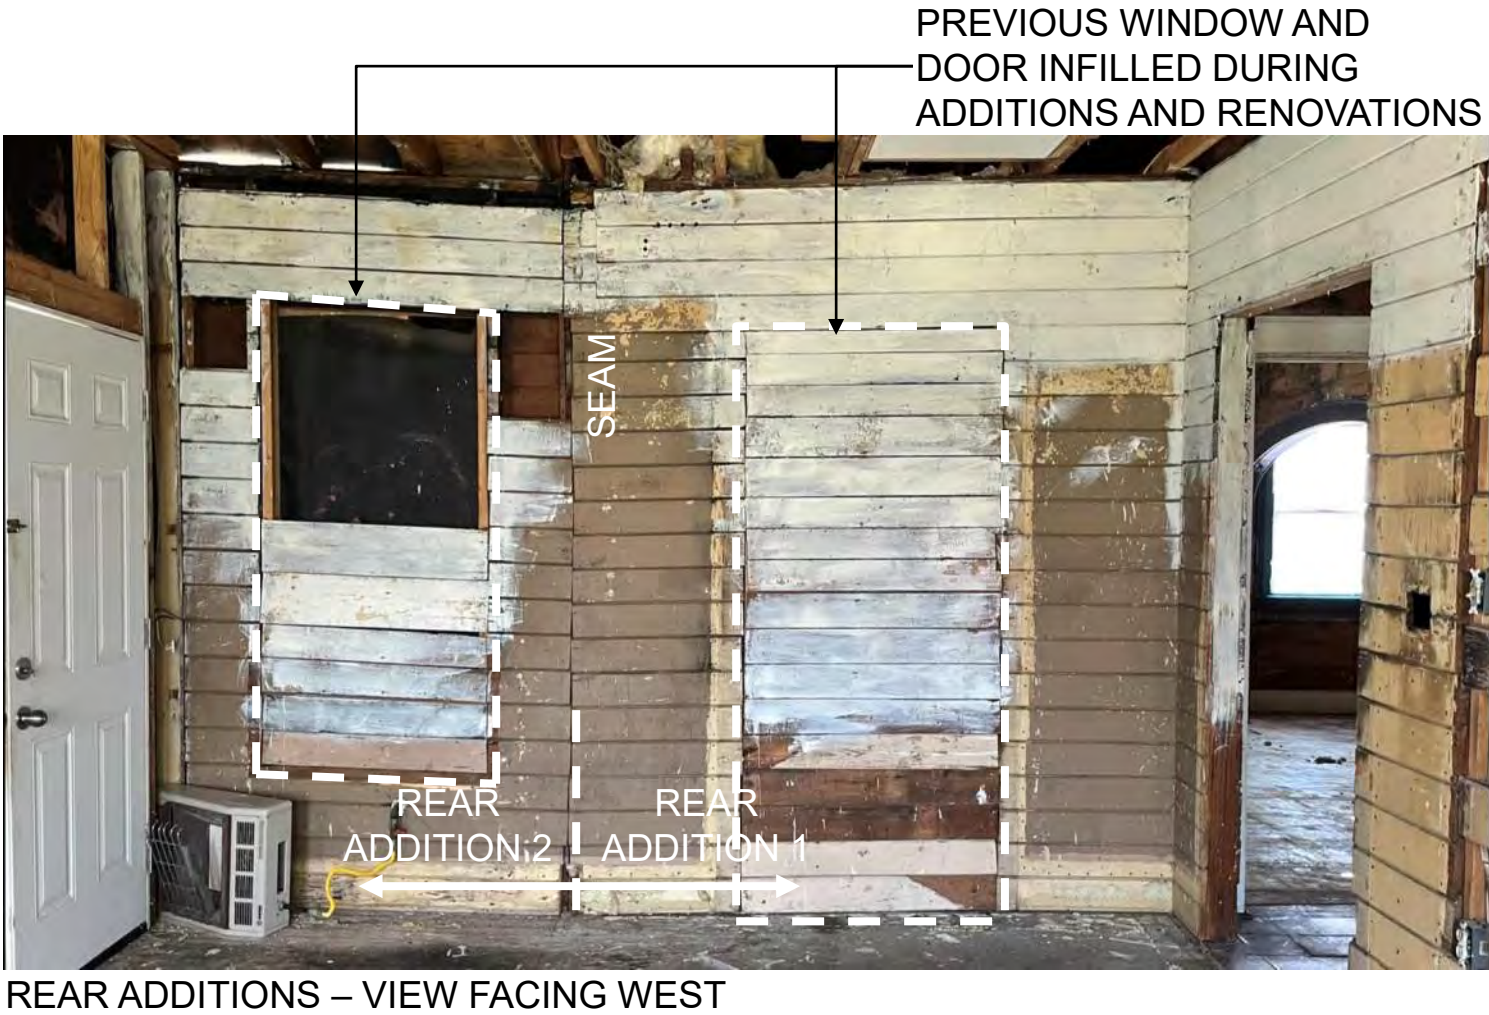 PREVIOUS WINDOW AND
DOOR INFILLED DURING
ADDITIONS AND RENOVATIONS
SEAM
REAR
ADDITION 2
REAR
ADDITION 1
REAR ADDITIONS – VIEW FACING WEST